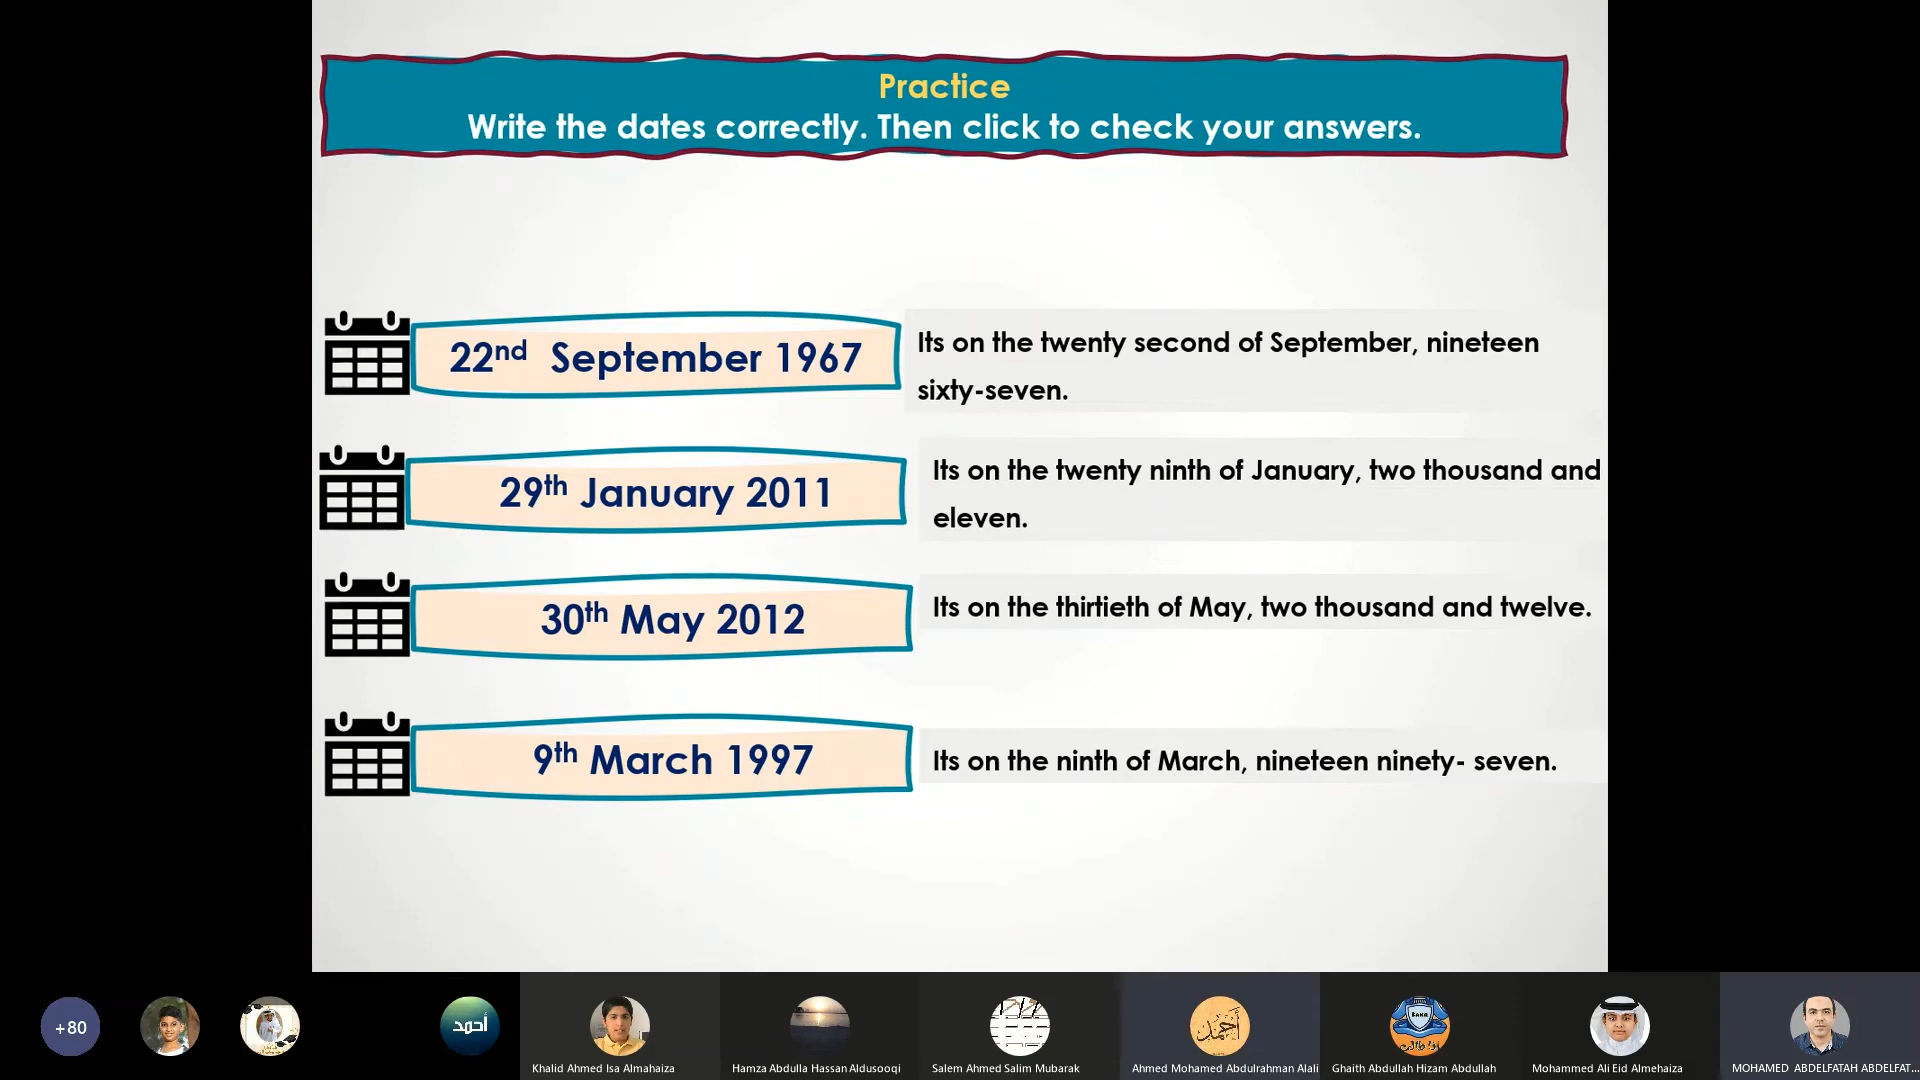 Practice
Write the dates correctly. Then click to check your answers.
22nd September 1967
Its on the twenty second of September, nineteen
sixty-seven.
29th January 2011
Its on the twenty ninth of January, two thousand and
eleven.
30th May 2012
Its on the thirtieth of May, two thousand and twelve.
9th March 1997
Its on the ninth of March, nineteen ninety- seven.
+80
أحمد
Khalid Ahmed Isa Almahaiza
Hamza Abdulla Hassan Aldusooqi
Salem Ahmed Salim Mubarak
Ahmed Mohamed Abdulrahman Alali
Ghaith Abdullah Hizam Abdullah
Mohammed Ali Eid Almehaiza
MOHAMED ABDELFATAH ABDELFAT...